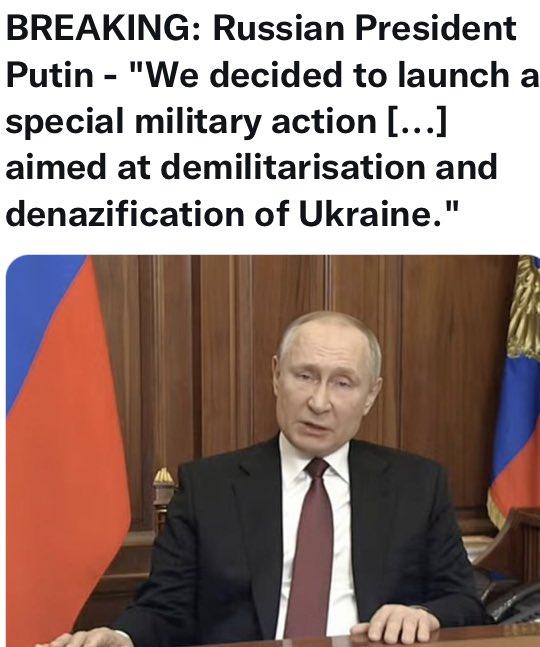 BREAKING: Russian President
Putin - "We decided to launch a
special military action [...]
aimed at demilitarisation and
denazification of Ukraine."